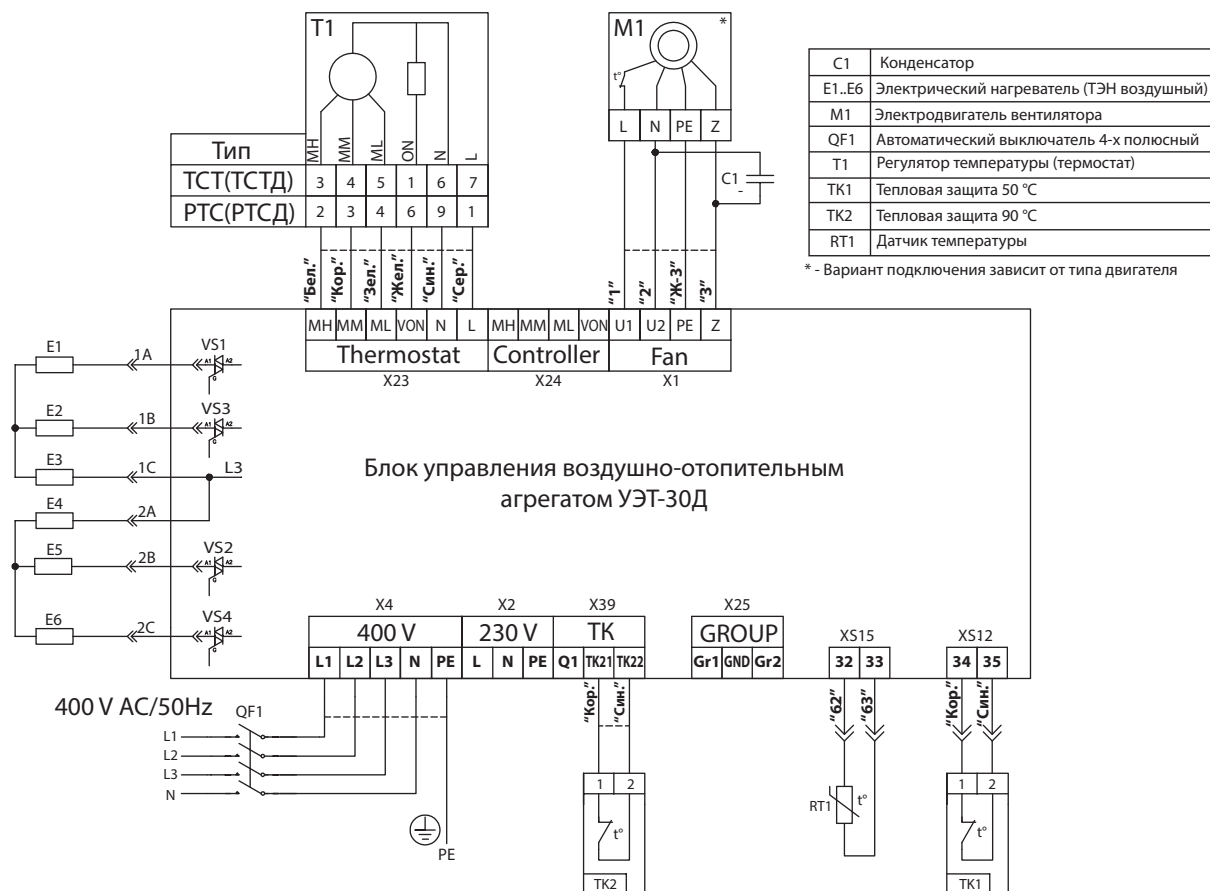 T1
M1 *
t°
L N PE Z
C1
-
MH MM ML ON N L
Тип
ТСТ(ТСТД) 3 4 5 1 6 7
РТС(РТСД) 2 3 4 6 9 1
“Бел.” “Кор.” “Зел.” “Жел.” “Син.” “Сер.”
“1” “2” “Ж-З” “3”
C1 Конденсатор
E1..E6 Электрический нагреватель (ТЭН воздушный)
M1 Электродвигатель вентилятора
QF1 Автоматический выключатель 4-х полюсный
T1 Регулятор температуры (термостат)
TK1 Тепловая защита 50 °С
TK2 Тепловая защита 90 °С
RT1 Датчик температуры
* - Вариант подключения зависит от типа двигателя
MH MM ML VON N L MH MM ML VON U1 U2 PE Z
Thermostat Controller Fan
X23 X24 X1
E1 1A VS1
A1 A2
G
E2 1B VS3
A1 A2
G
E3 1C L3
E4 2A
E5 2B VS2
A1 A2
G
E6 2C VS4
A1 A2
G
Блок управления воздушно-отопительным
агрегатом УЭТ-30Д
X4 X2 X39 X25 XS15 XS12
400 V 230 V TK GROUP
L1 L2 L3 N PE L N PE Q1 TK21 TK22 Gr1 GND Gr2 32 33 34 35
“Кор.” “Син.” “62” “63” “Кор.” “Син.”
400 V AC/50Hz QF1
L1
L2
L3
N
PE
1 2
t°
TK2
RT1 t°
1 2
t°
TK1